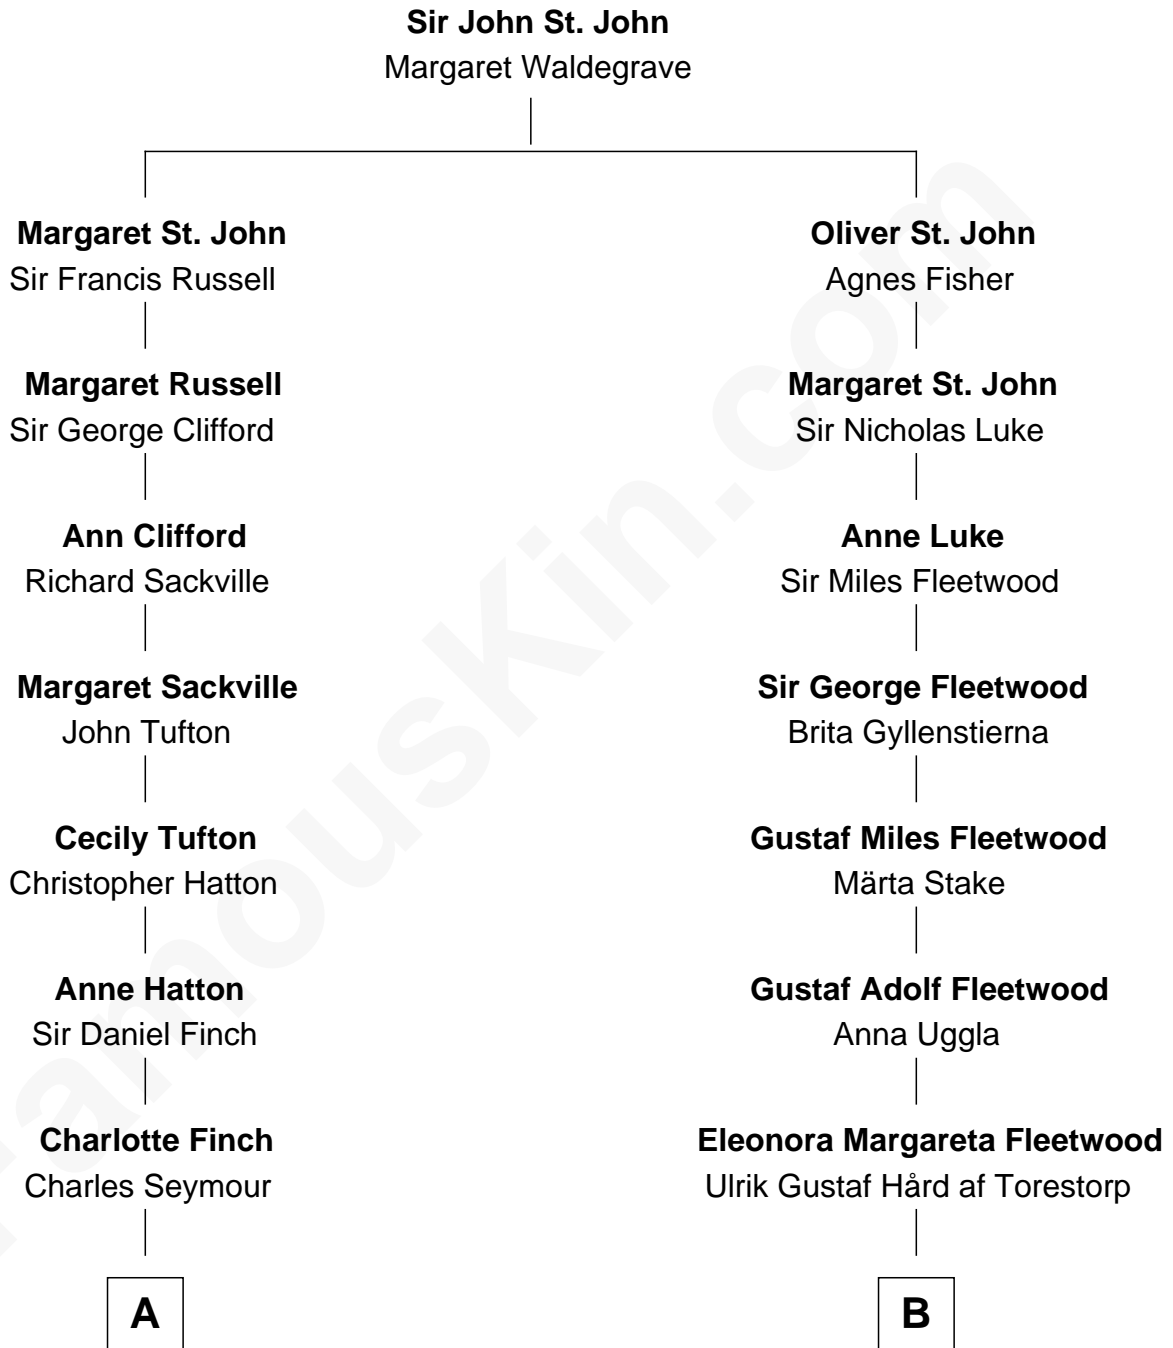 Sir John St. John
Margaret Waldegrave
Margaret St. John
Sir Francis Russell
Margaret Russell
Sir George Clifford
Ann Clifford
Richard Sackville
Margaret Sackville
John Tufton
Cecily Tufton
Christopher Hatton
Anne Hatton
Sir Daniel Finch
Charlotte Finch
Charles Seymour
A
Oliver St. John
Agnes Fisher
Margaret St. John
Sir Nicholas Luke
Anne Luke
Sir Miles Fleetwood
Sir George Fleetwood
Brita Gyllenstierna
Gustaf Miles Fleetwood
Märta Stake
Gustaf Adolf Fleetwood
Anna Uggla
Eleonora Margareta Fleetwood
Ulrik Gustaf Hård af Torestorp
B
FamousKin.com